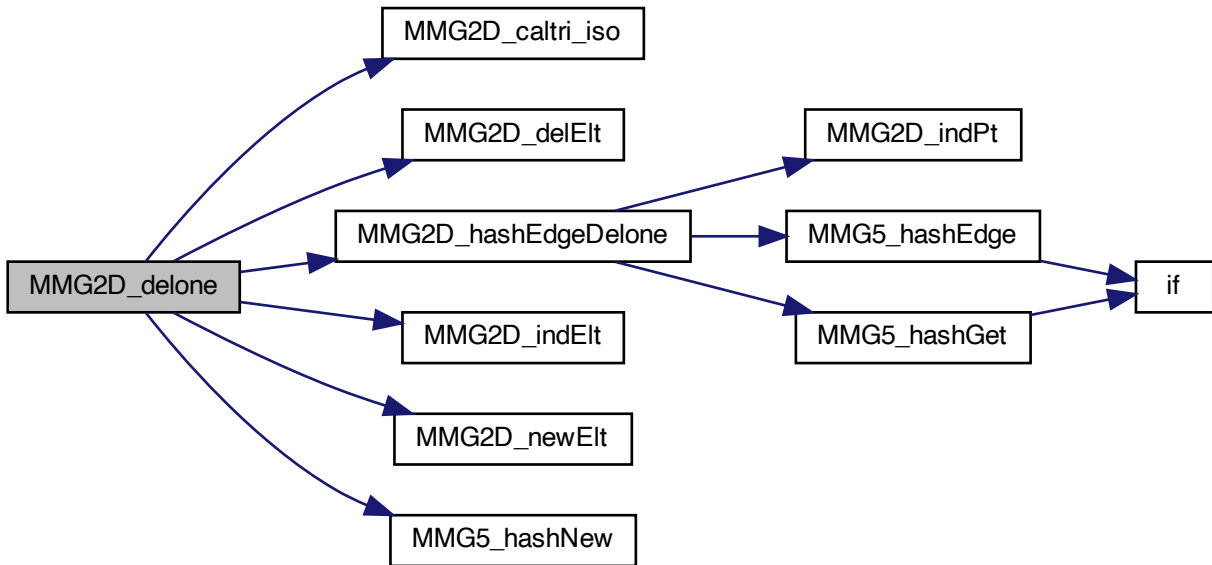 MMG2D_caltri_iso
MMG2D_delElt
MMG2D_indPt
MMG2D_hashEdgeDelone
MMG5_hashEdge
MMG2D_delone
if
MMG2D_indElt
MMG5_hashGet
MMG2D_newElt
MMG5_hashNew